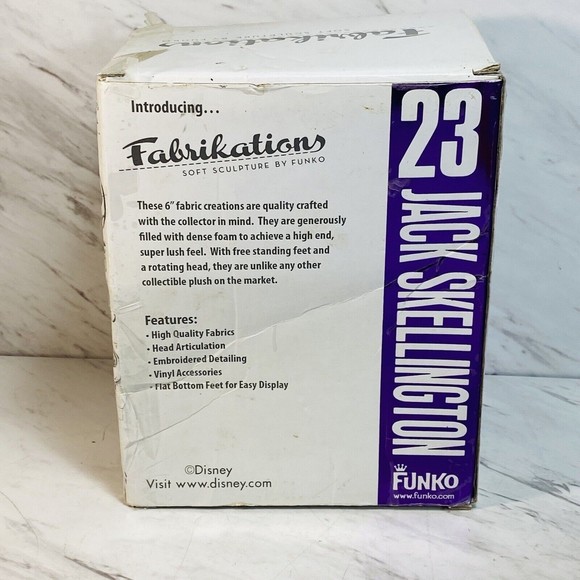 Fabrikations
Introducing...
Fabrikations
SOFT SCULPTURE BY FUNKO
These 6" fabric creations are quality crafted
with the collector in mind. They are generously
filled with dense foam to achieve a high end,
super lush feel. With free standing feet and
a rotating head, they are unlike any other
collectible plush on the market.
Features:
• High Quality Fabrics
• Head Articulation
• Embroidered Detailing
• Vinyl Accessories
• Flat Bottom Feet for Easy Display
©Disney
Visit www.disney.com
23
JACK SKELLINGTON
FUNKO
www.funko.com